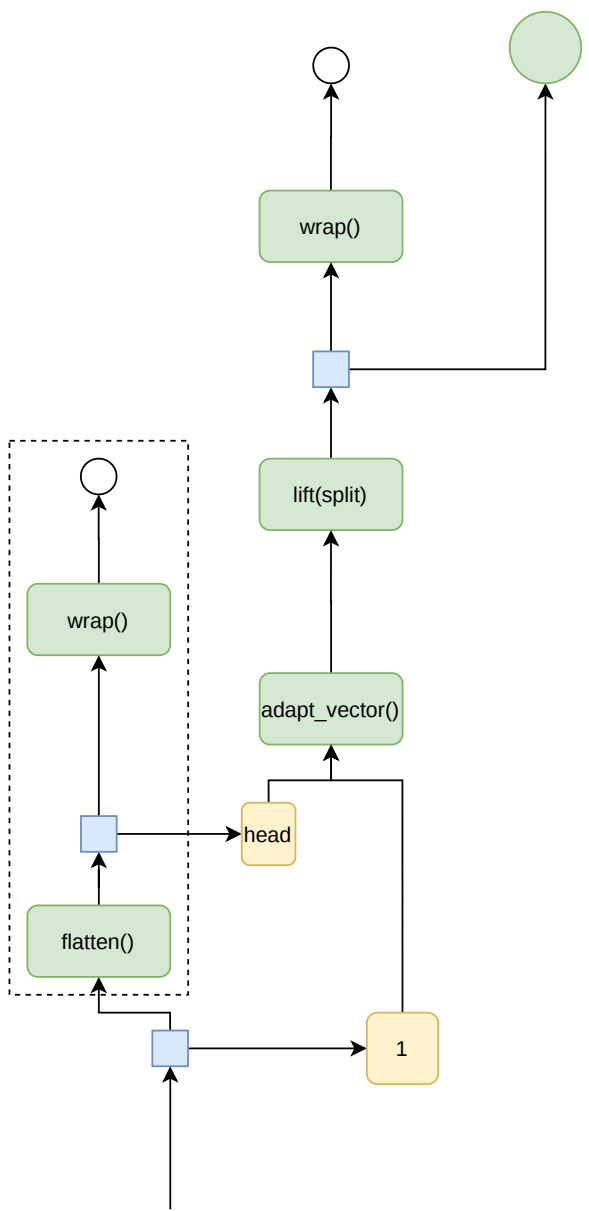 wrap()
lift(split)
wrap()
adapt_vector()
head
flatten()
1